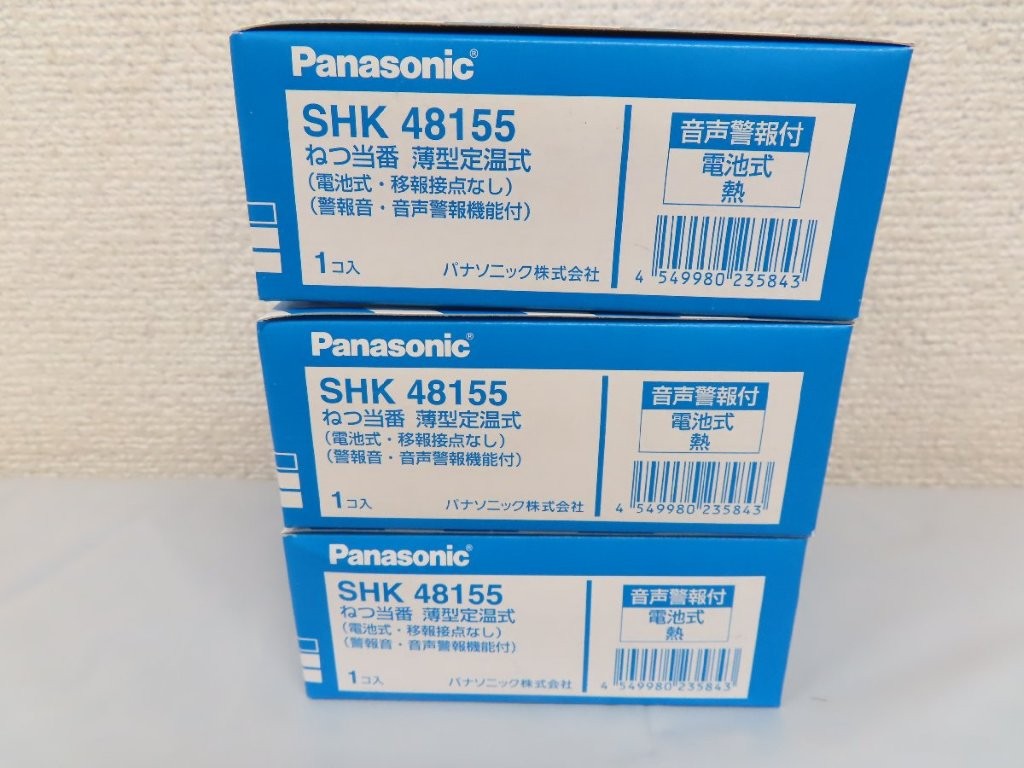 Panasonic®
SHK 48155
ねつ当番 薄型定温式
(電池式・移報接点なし)
(警報音・音声警報機能付)
1コ入
パナソニック株式会社
音声警報付
電池式
熱
4 549980 235843
Panasonic®
SHK 48155
ねつ当番 薄型定温式
(電池式・移報接点なし)
(警報音・音声警報機能付)
1コ入
パナソニック株式会社
音声警報付
電池式
熱
4 549980 235843
Panasonic®
SHK 48155
ねつ当番 薄型定温式
(電池式・移報接点なし)
(警報音・音声警報機能付)
1コ入
パナソニック株式会社
音声警報付
電池式
熱
4 549980 235843